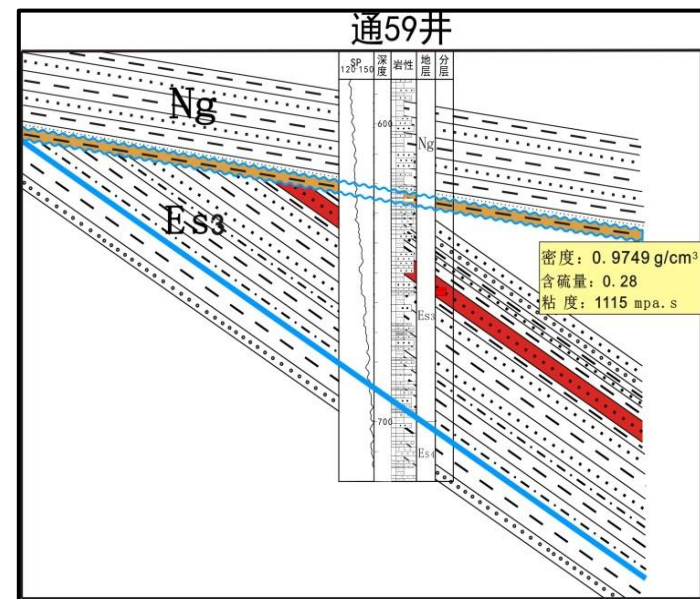 通59井
SP 深度 岩性 地层 分层
120-150
600
Ng
Ng
Es3
密度: 0.9749 g/cm³
含硫量: 0.28
粘 度: 1115 mpa.s
Es3
700
Es4